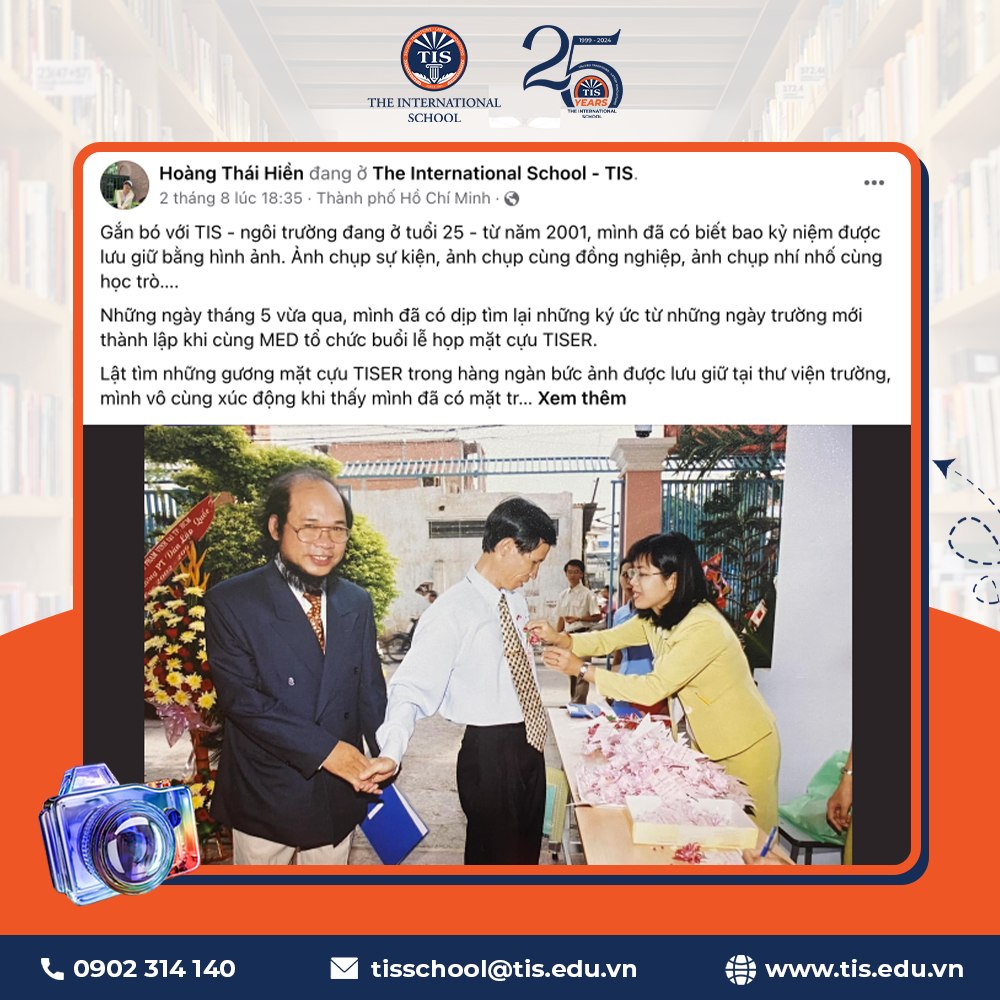 TIS
THE INTERNATIONAL
SCHOOL
25
1999 - 2024
TIS
YEARS
THE INTERNATIONAL
SCHOOL
Hoàng Thái Hiền đang ở The International School - TIS.
2 tháng 8 lúc 18:35 · Thành phố Hồ Chí Minh ·
Gắn bó với TIS - ngôi trường đang ở tuổi 25 - từ năm 2001, mình đã có biết bao kỷ niệm được
lưu giữ bằng hình ảnh. Ảnh chụp sự kiện, ảnh chụp cùng đồng nghiệp, ảnh chụp nhí nhố cùng
học trò....
Những ngày tháng 5 vừa qua, mình đã có dịp tìm lại những ký ức từ những ngày trường mới
thành lập khi cùng MED tổ chức buổi lễ họp mặt cựu TISER.
Lật tìm những gương mặt cựu TISER trong hàng ngàn bức ảnh được lưu giữ tại thư viện trường,
mình vô cùng xúc động khi thấy mình đã có mặt tr... Xem thêm
0902 314 140
tisschool@tis.edu.vn
www.tis.edu.vn